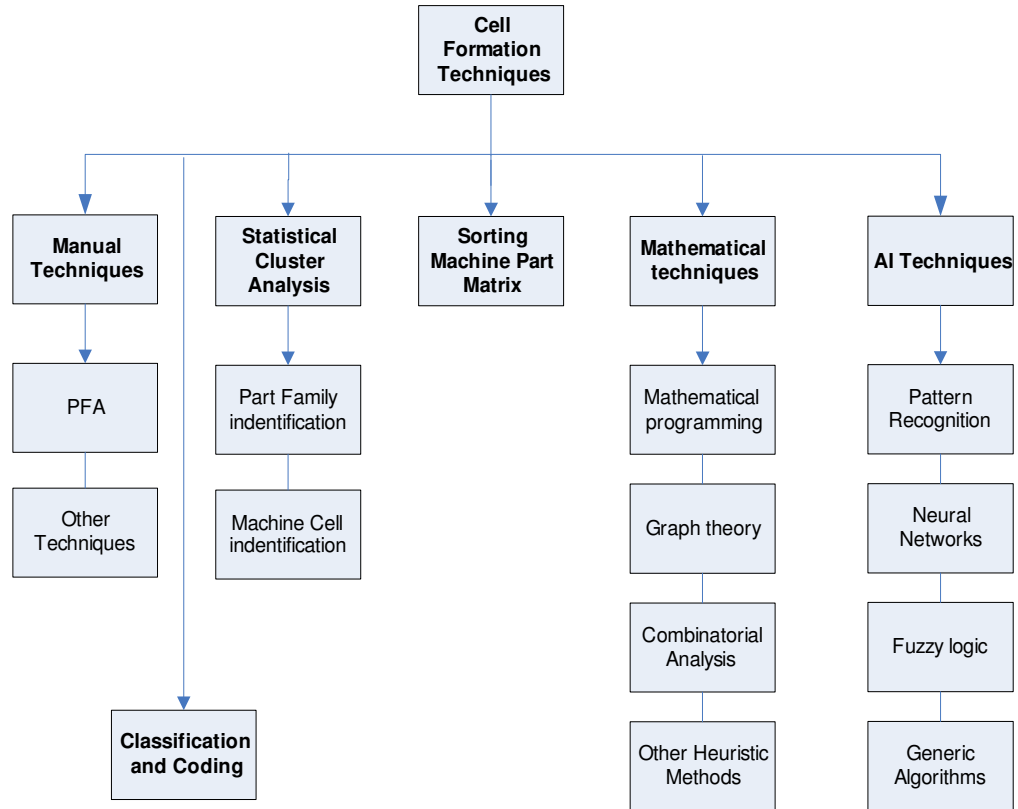 Cell
Formation
Techniques
Manual
Techniques
Statistical
Cluster
Analysis
Sorting
Machine Part
Matrix
Mathematical
techniques
AI Techniques
PFA
Part Family
indentification
Mathematical
programming
Pattern
Recognition
Other
Techniques
Machine Cell
indentification
Graph theory
Neural
Networks
Combinatorial
Analysis
Fuzzy logic
Classification
and Coding
Other Heuristic
Methods
Generic
Algorithms